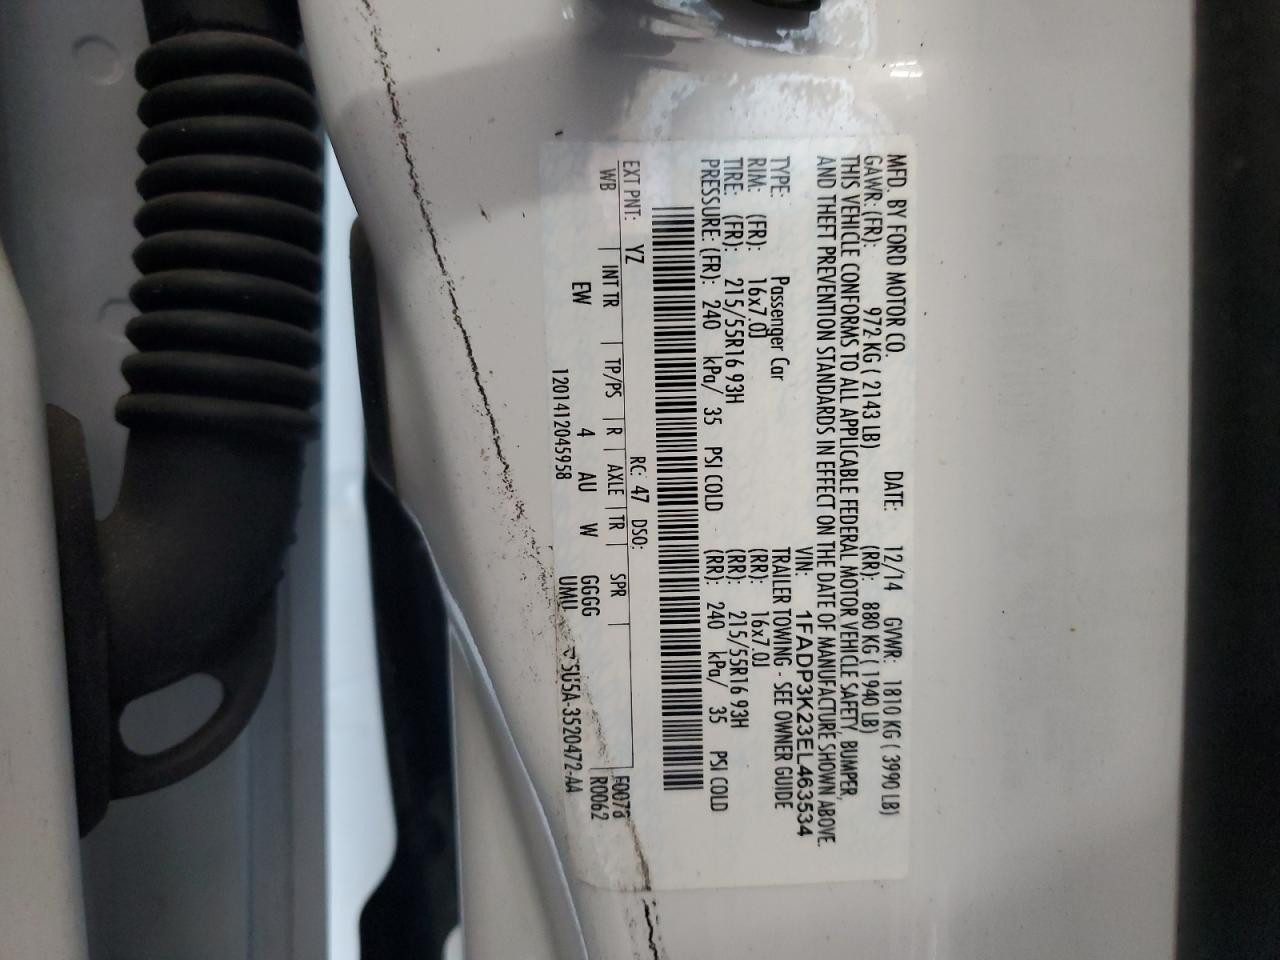 MFD. BY FORD MOTOR CO. DATE: 12/14 GVWR: 1810 KG ( 3990 LB)
GAWR: (FR): 972 KG ( 2143 LB) (RR): 880 KG ( 1940 LB)
THIS VEHICLE CONFORMS TO ALL APPLICABLE FEDERAL MOTOR VEHICLE SAFETY, BUMPER,
AND THEFT PREVENTION STANDARDS IN EFFECT ON THE DATE OF MANUFACTURE SHOWN ABOVE.
VIN: 1FADP3K23EL463534
TYPE: Passenger Car TRAILER TOWING - SEE OWNER GUIDE
RIM: (FR): 16x7.0J (RR): 16x7.0J
TIRE: (FR): 215/55R16 93H (RR): 215/55R16 93H
PRESSURE: (FR): 240 kPa/ 35 PSI COLD (RR): 240 kPa/ 35 PSI COLD
EXT PNT: YZ RC: 47 DSO: F0078
WB INT TR TP/PS R AXLE TR SPR R0062
EW 4 AU W GGGG
1201412045958 UMU 5U5A-3520472-AA